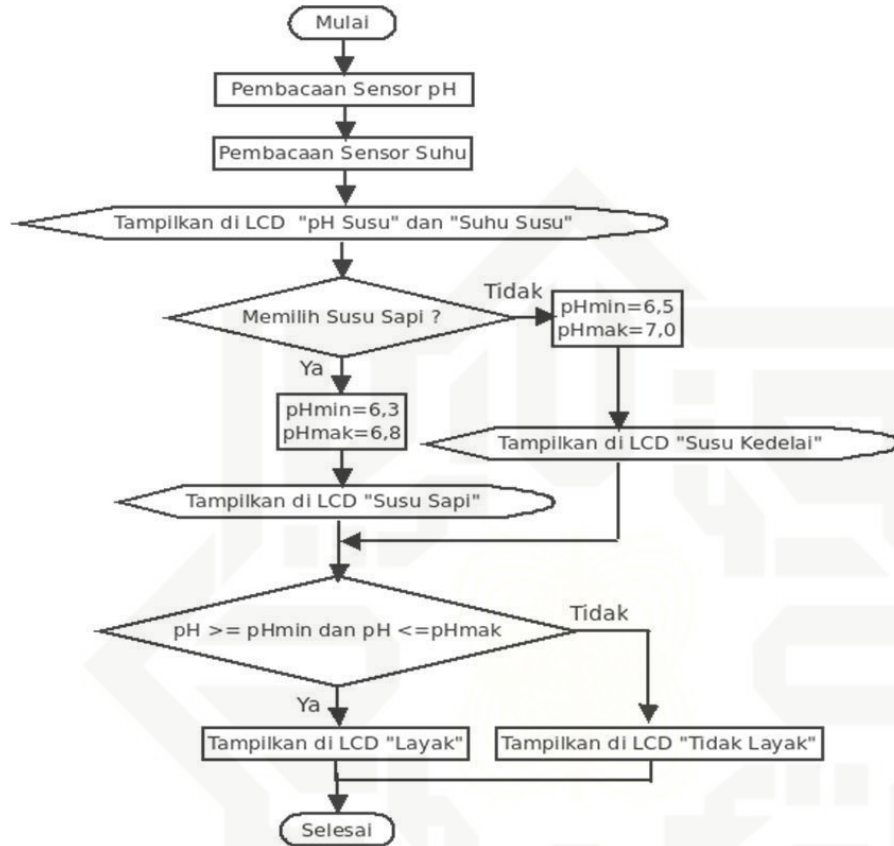 Mulai
Pembacaan Sensor pH
Pembacaan Sensor Suhu
Tampilkan di LCD "pH Susu" dan "Suhu Susu"
Memilih Susu Sapi ?
Tidak
pHmin=6,5
pHmak=7,0
Ya
pHmin=6,3
pHmak=6,8
Tampilkan di LCD "Susu Kedelai"
Tampilkan di LCD "Susu Sapi"
pH >= pHmin dan pH <=pHmak
Tidak
Ya
Tampilkan di LCD "Layak"
Tampilkan di LCD "Tidak Layak"
Selesai